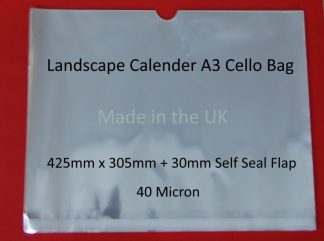 Landscape Calender A3 Cello Bag
Made in the UK
425mm x 305mm + 30mm Self Seal Flap
40 Micron